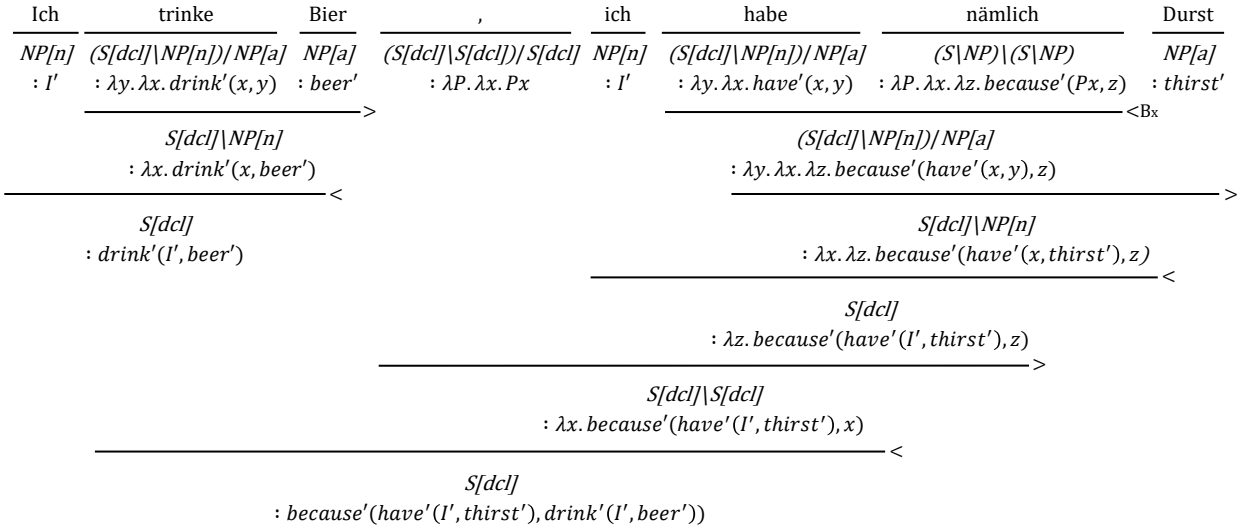 Ich trinke Bier , ich habe nämlich Durst
NP[n] (S[dcl]\NP[n])/NP[a] NP[a] (S[dcl]\S[dcl])/S[dcl] NP[n] (S[dcl]\NP[n])/NP[a] (S\NP)\(S\NP) NP[a]
: I′ : λy. λx. drink′(x, y) : beer′ : λP. λx. Px : I′ : λy. λx. have′(x, y) : λP. λx. λz. because′(Px, z) : thirst′
> <Bx
S[dcl]\NP[n] (S[dcl]\NP[n])/NP[a]
: λx. drink′(x, beer′) : λy. λx. λz. because′(have′(x, y), z)
< >
S[dcl] S[dcl]\NP[n]
: drink′(I′, beer′) : λx. λz. because′(have′(x, thirst′), z)
<
S[dcl]
: λz. because′(have′(I′, thirst′), z)
>
S[dcl]\S[dcl]
: λx. because′(have′(I′, thirst′), x)
<
S[dcl]
: because′(have′(I′, thirst′), drink′(I′, beer′))